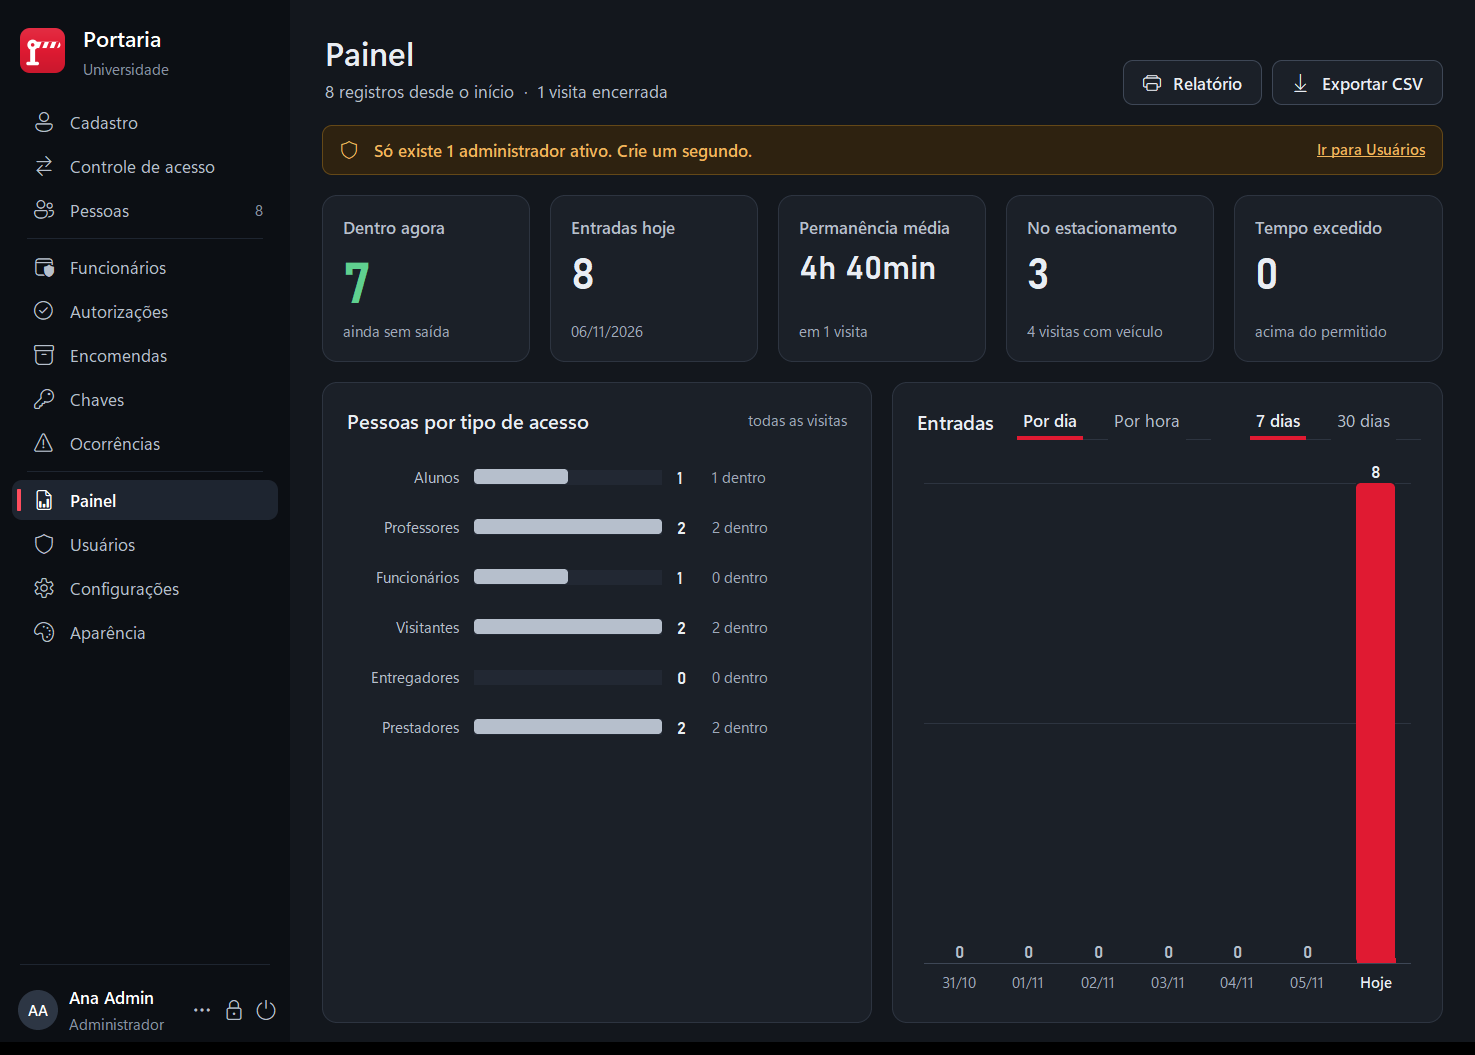 Portaria
Universidade
Cadastro
Controle de acesso
Pessoas 8
Funcionários
Autorizações
Encomendas
Chaves
Ocorrências
Painel
Usuários
Configurações
Aparência
AA
Ana Admin
Administrador
Painel
8 registros desde o início · 1 visita encerrada
Relatório
Exportar CSV
Só existe 1 administrador ativo. Crie um segundo.
Ir para Usuários
Dentro agora
7
ainda sem saída
Entradas hoje
8
06/11/2026
Permanência média
4h 40min
em 1 visita
No estacionamento
3
4 visitas com veículo
Tempo excedido
0
acima do permitido
Pessoas por tipo de acesso
todas as visitas
Alunos 1 1 dentro
Professores 2 2 dentro
Funcionários 1 0 dentro
Visitantes 2 2 dentro
Entregadores 0 0 dentro
Prestadores 2 2 dentro
Entradas Por dia Por hora 7 dias 30 dias
8
0 0 0 0 0 0
31/10 01/11 02/11 03/11 04/11 05/11 Hoje